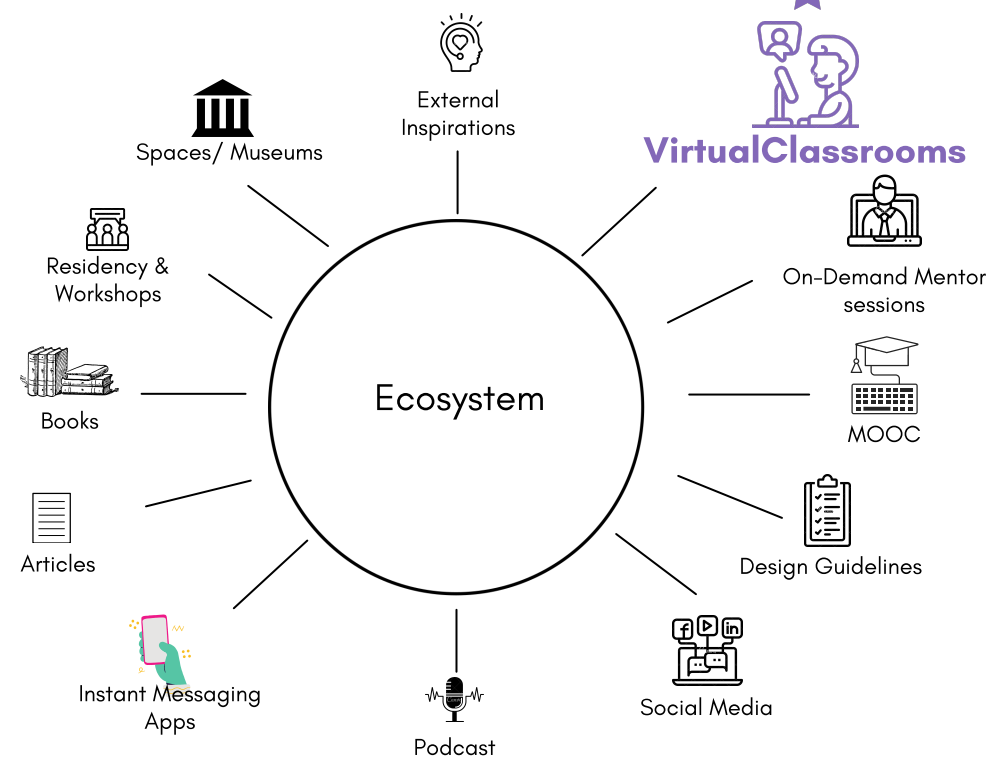 External
Inspirations
VirtualClassrooms
Spaces/ Museums
On-Demand Mentor
sessions
Residency &
Workshops
Ecosystem
Books
MOOC
Articles
Design Guidelines
Instant Messaging
Apps
Social Media
Podcast
f
in